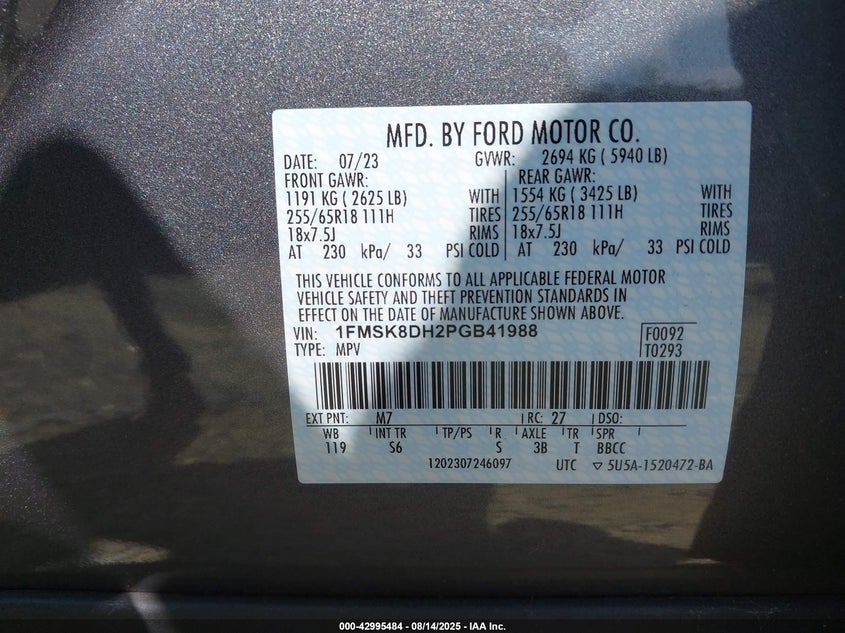 MFD. BY FORD MOTOR CO.
DATE: 07/23 GVWR: 2694 KG ( 5940 LB)
FRONT GAWR: REAR GAWR:
1191 KG ( 2625 LB) WITH 1554 KG ( 3425 LB) WITH
255/65R18 111H TIRES 255/65R18 111H TIRES
18x7.5J RIMS 18x7.5J RIMS
AT 230 kPa/ 33 PSI COLD AT 230 kPa/ 33 PSI COLD
THIS VEHICLE CONFORMS TO ALL APPLICABLE FEDERAL MOTOR
VEHICLE SAFETY AND THEFT PREVENTION STANDARDS IN
EFFECT ON THE DATE OF MANUFACTURE SHOWN ABOVE.
VIN: 1FMSK8DH2PGB41988 F0092
TYPE: MPV T0293
EXT PNT: M7 RC: 27 DSO:
WB INT TR TP/PS R AXLE TR SPR
119 S6 S 3B T BBCC
1202307246097 UTC ▽ 5U5A-1520472-BA
000-42995484 - 08/14/2025 - IAA Inc.